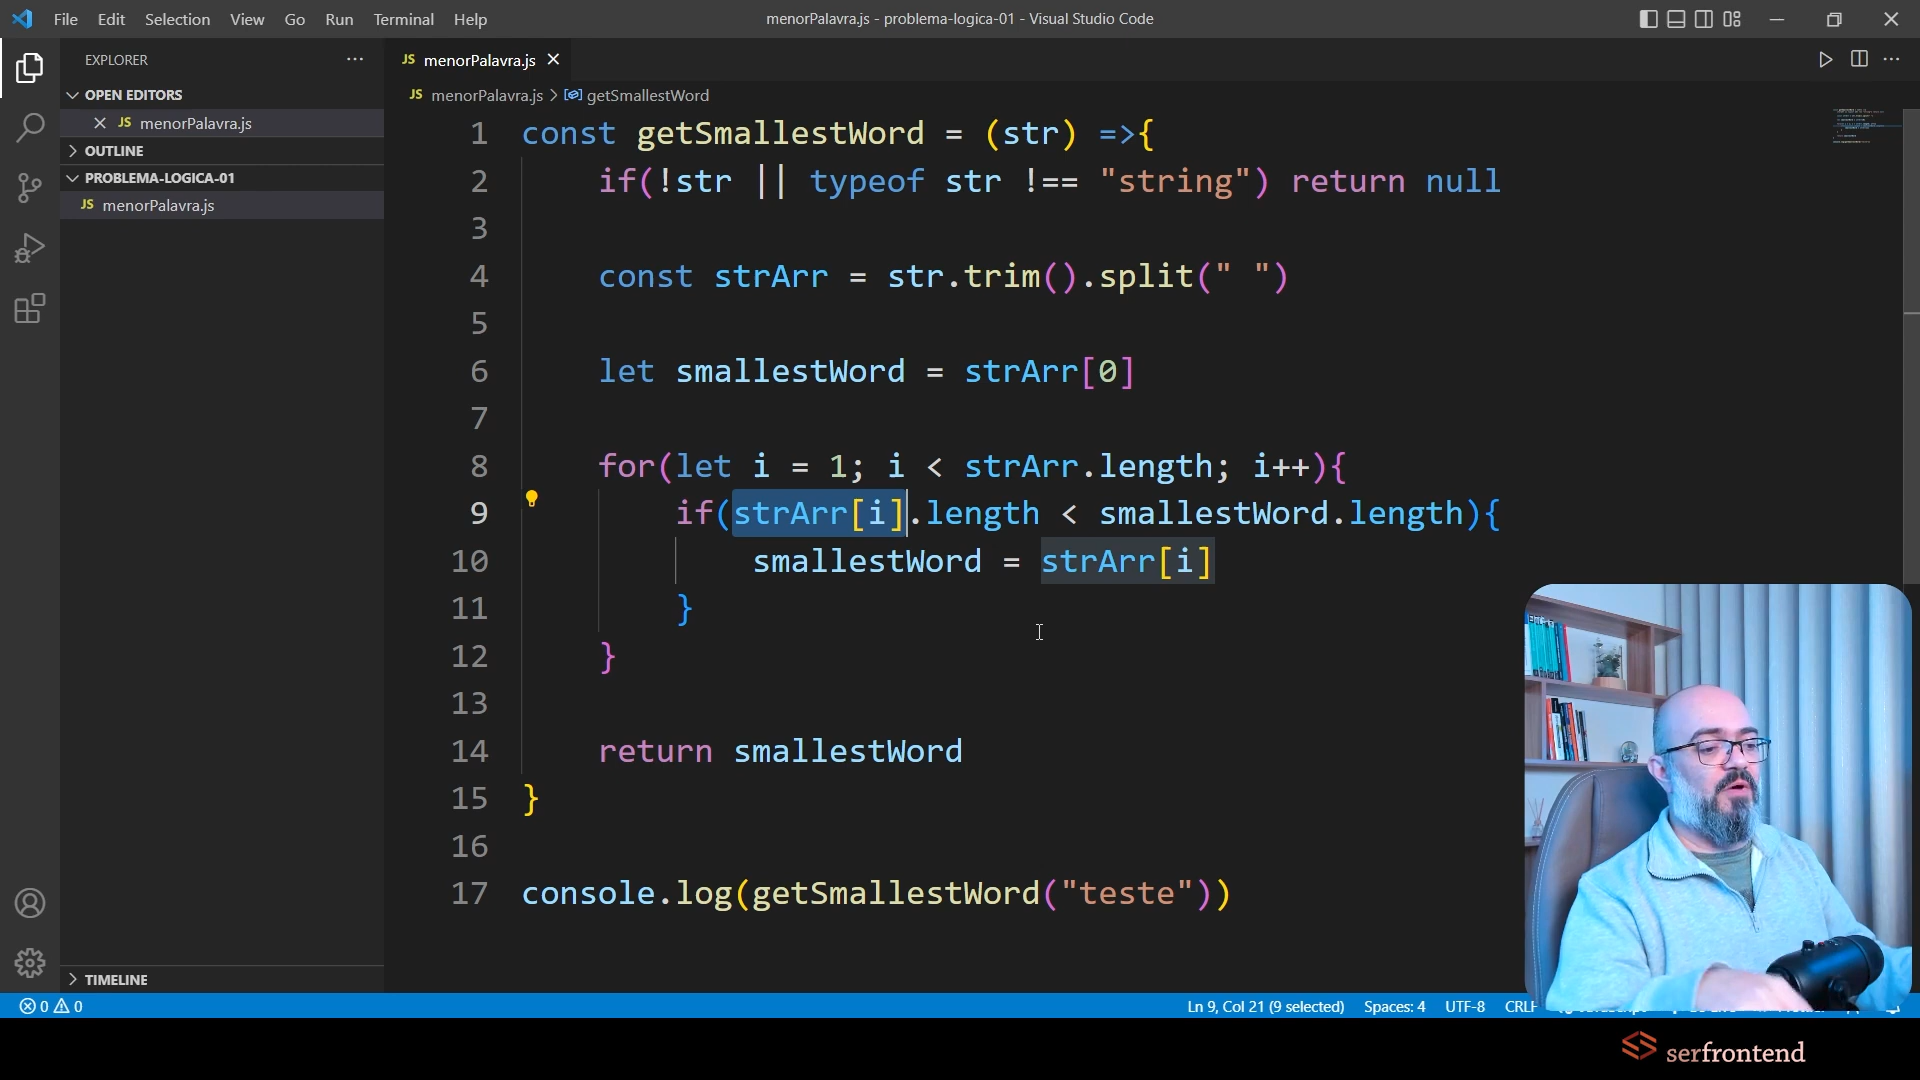 File Edit Selection View Go Run Terminal Help
menorPalavra.js - problema-logica-01 - Visual Studio Code
EXPLORER
OPEN EDITORS
JS menorPalavra.js
OUTLINE
PROBLEMA-LOGICA-01
JS menorPalavra.js
TIMELINE
JS menorPalavra.js
JS menorPalavra.js > getSmallestWord
1 const getSmallestWord = (str) =>{
2 if(!str || typeof str !== "string") return null
3
4 const strArr = str.trim().split(" ")
5
6 let smallestWord = strArr[0]
7
8 for(let i = 1; i < strArr.length; i++){
9 if(strArr[i].length < smallestWord.length){
10 smallestWord = strArr[i]
11 }
12 }
13
14 return smallestWord
15 }
16
17 console.log(getSmallestWord("teste"))
0 0
Ln 9, Col 21 (9 selected) Spaces: 4 UTF-8 CRLF
serfrontend